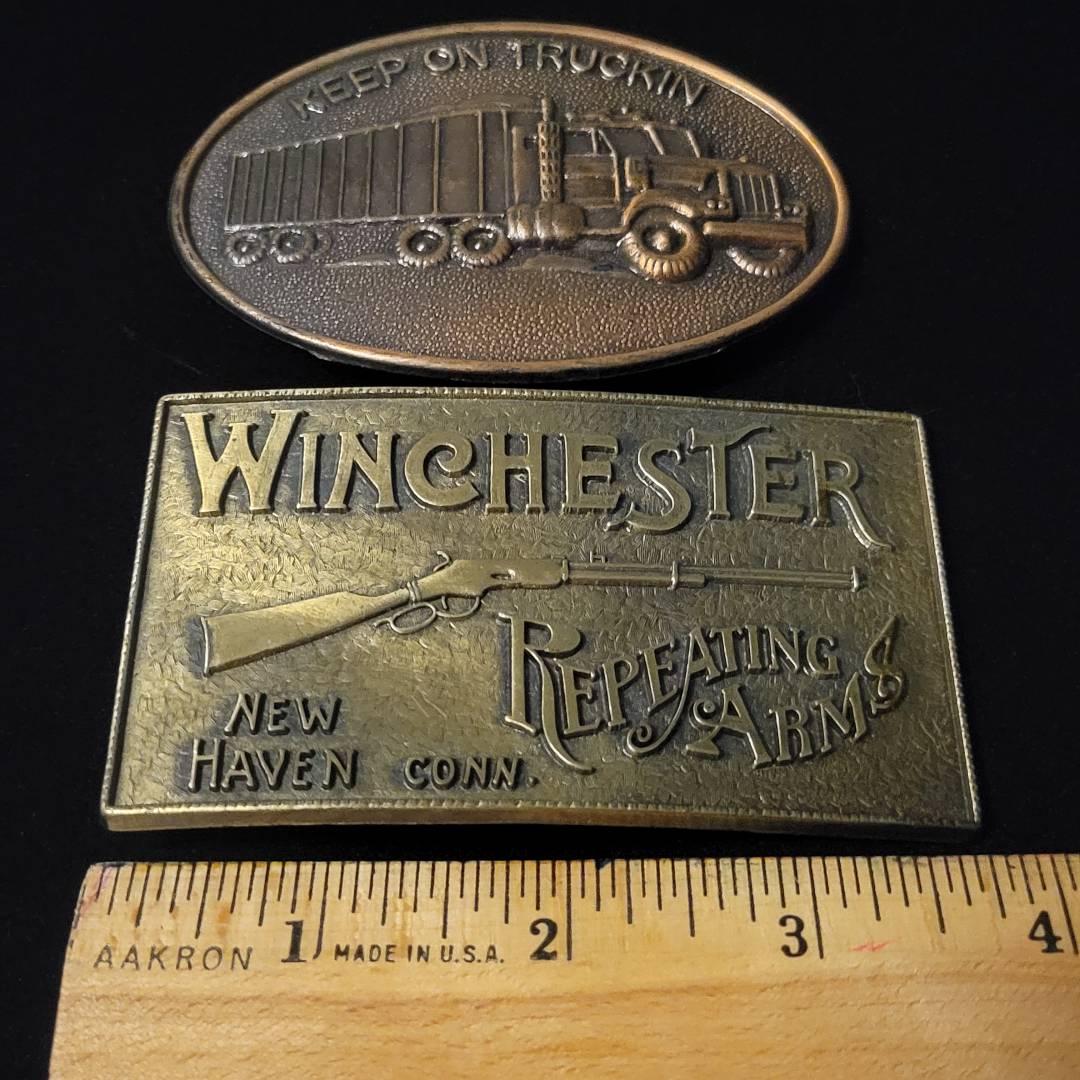 KEEP ON TRUCKIN
WINCHESTER
REPEATING
ARMS
NEW
HAVEN CONN.
AAKRON 1 MADE IN U.S.A. 2 3 4